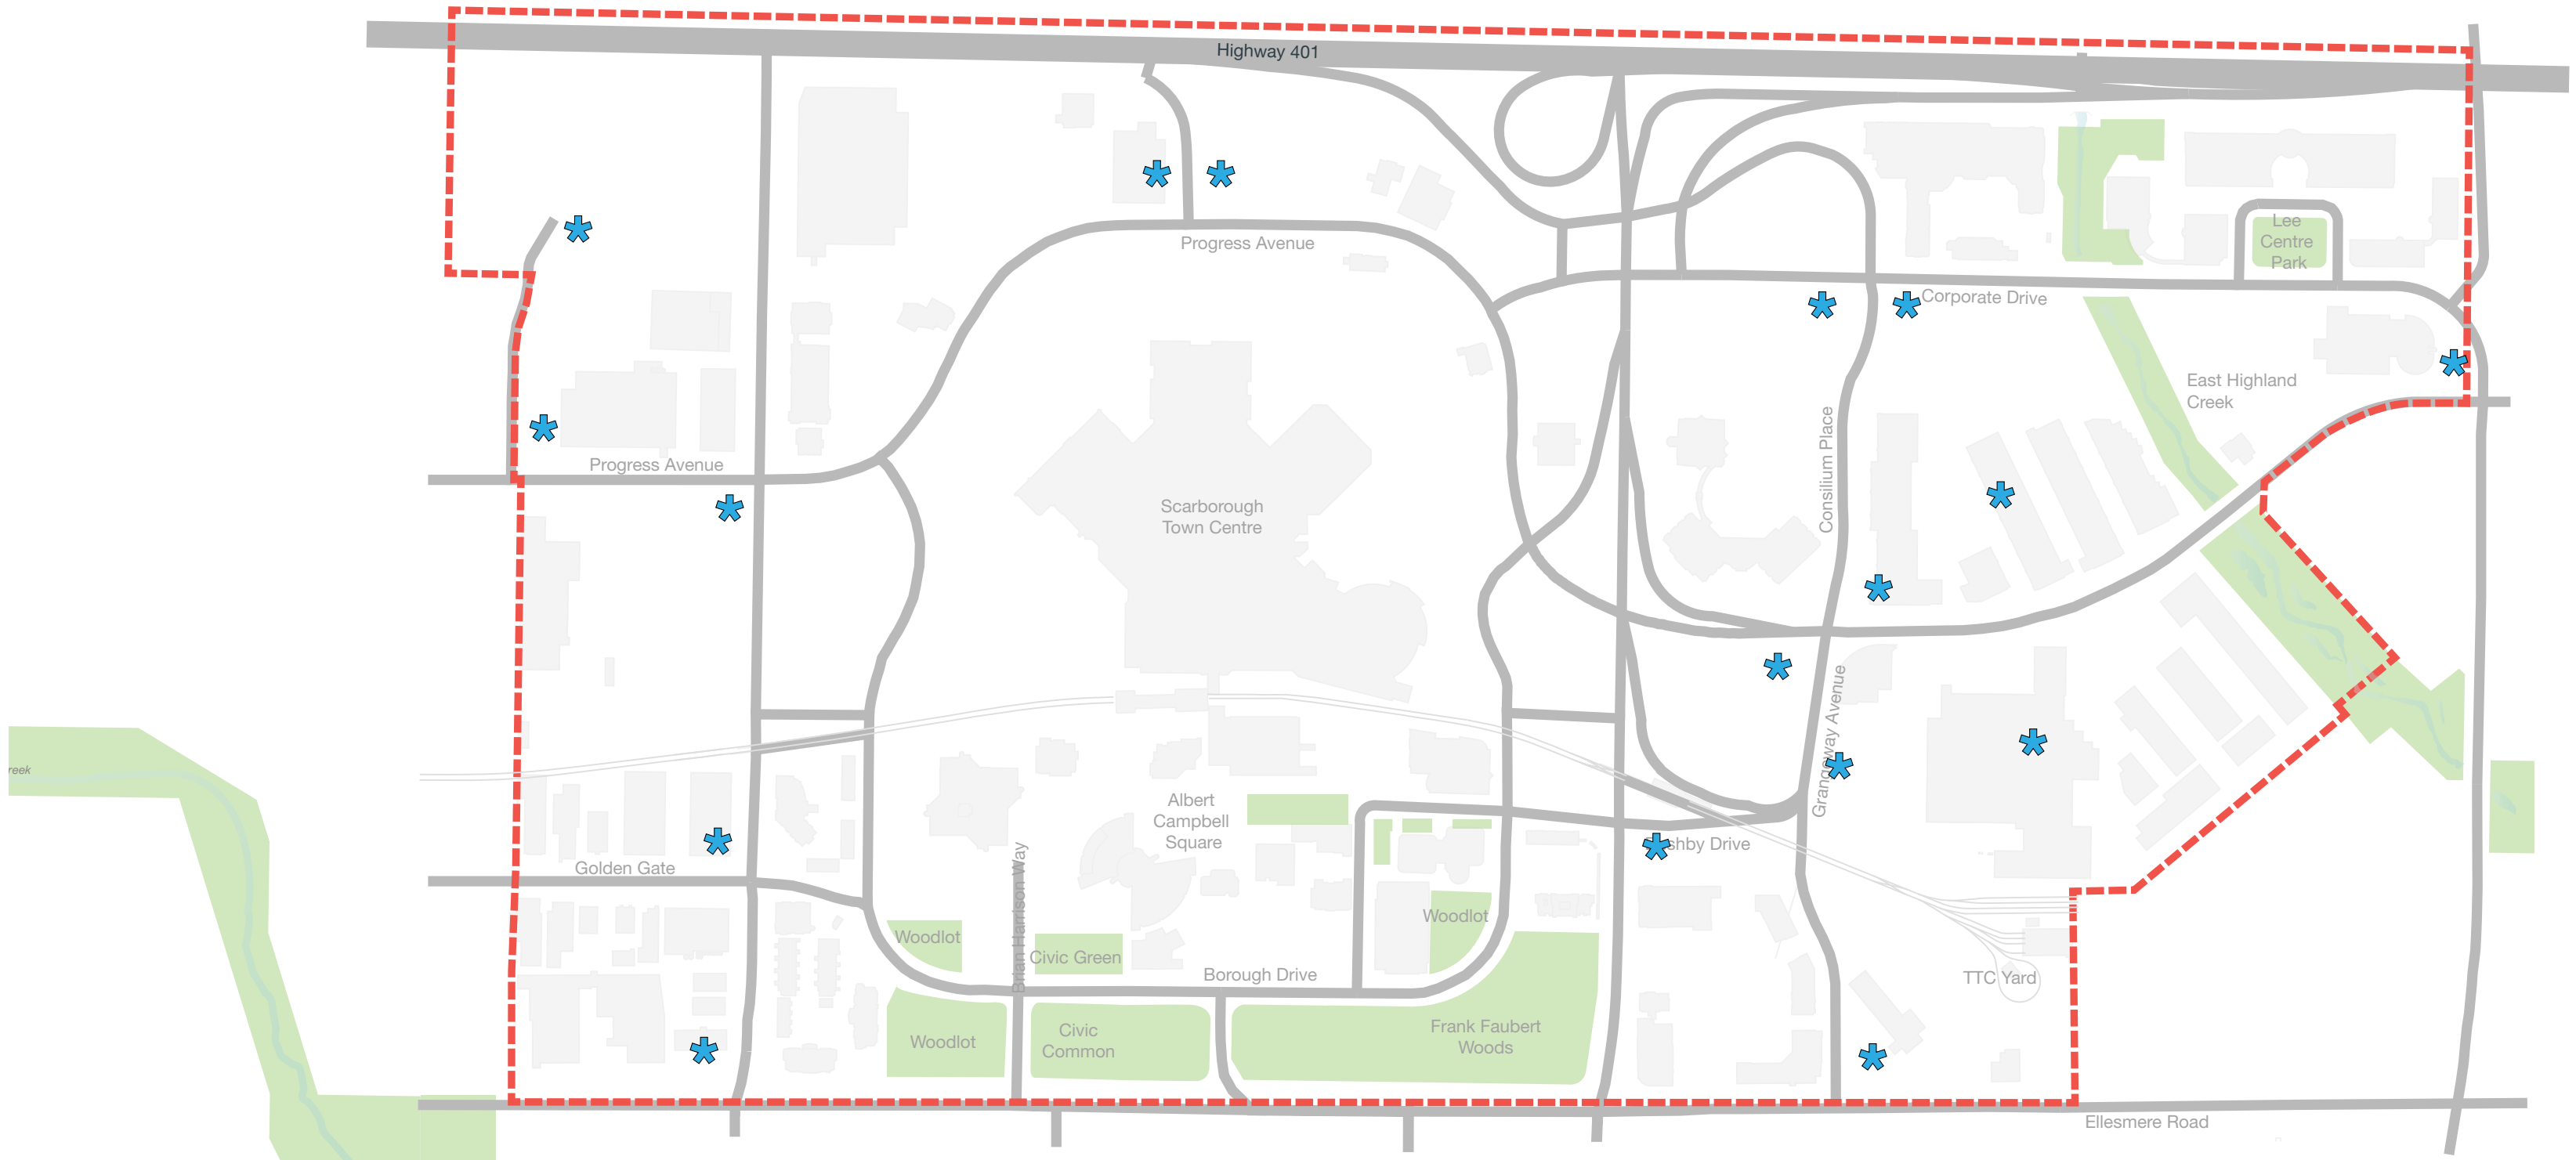 Highway 401
Lee
Centre
Park
Progress Avenue
Corporate Drive
East Highland
Creek
Consilium Place
Progress Avenue
Scarborough
Town Centre
Grangeway Avenue
reek
Albert
Campbell
Square
shby Drive
Golden Gate
Brian Harrison Way
Woodlot
Woodlot
Civic Green
Borough Drive
TTC Yard
Woodlot
Civic
Common
Frank Faubert
Woods
Ellesmere Road